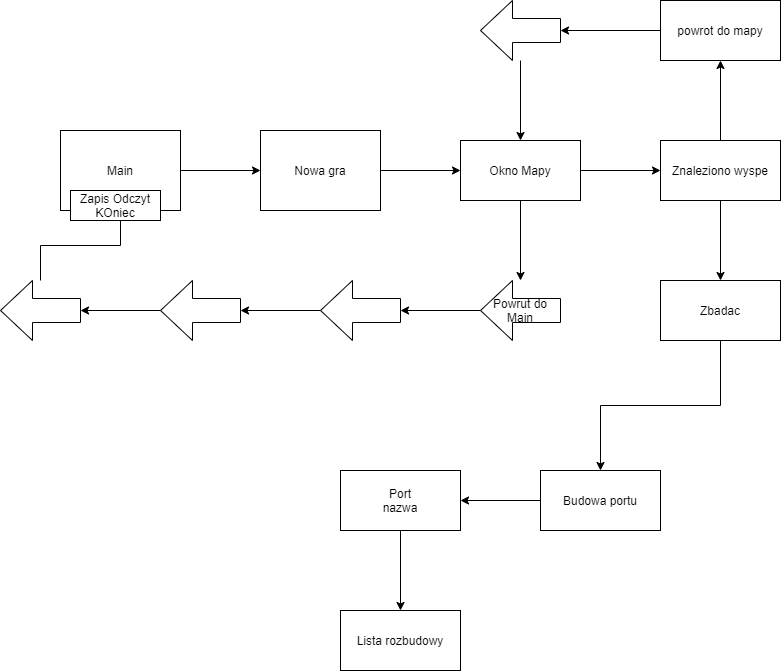 powrot do mapy
Main
Nowa gra
Okno Mapy
Znaleziono wyspe
Zapis Odczyt
KOniec
Powrut do
Main
Zbadac
Port
nazwa
Budowa portu
Lista rozbudowy